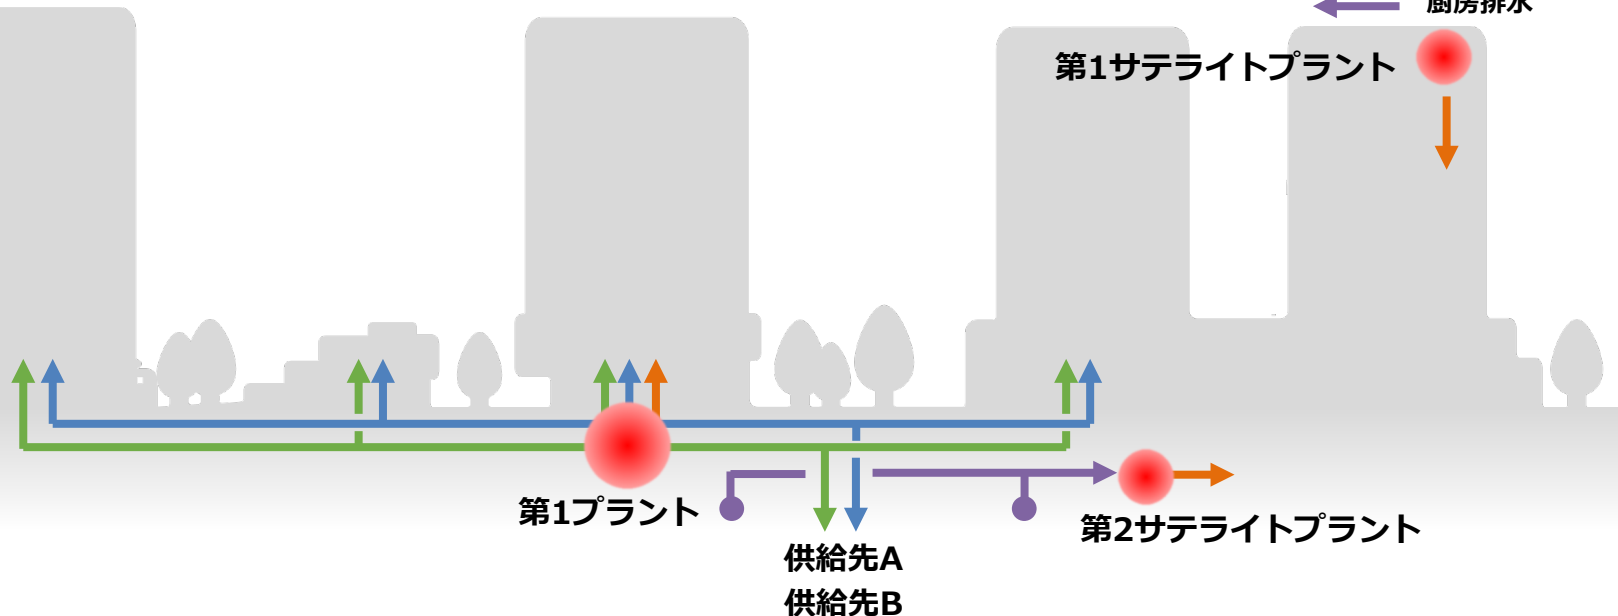 厨房排水
第1サテライトプラント
第1プラント
第2サテライトプラント
供給先A
供給先B